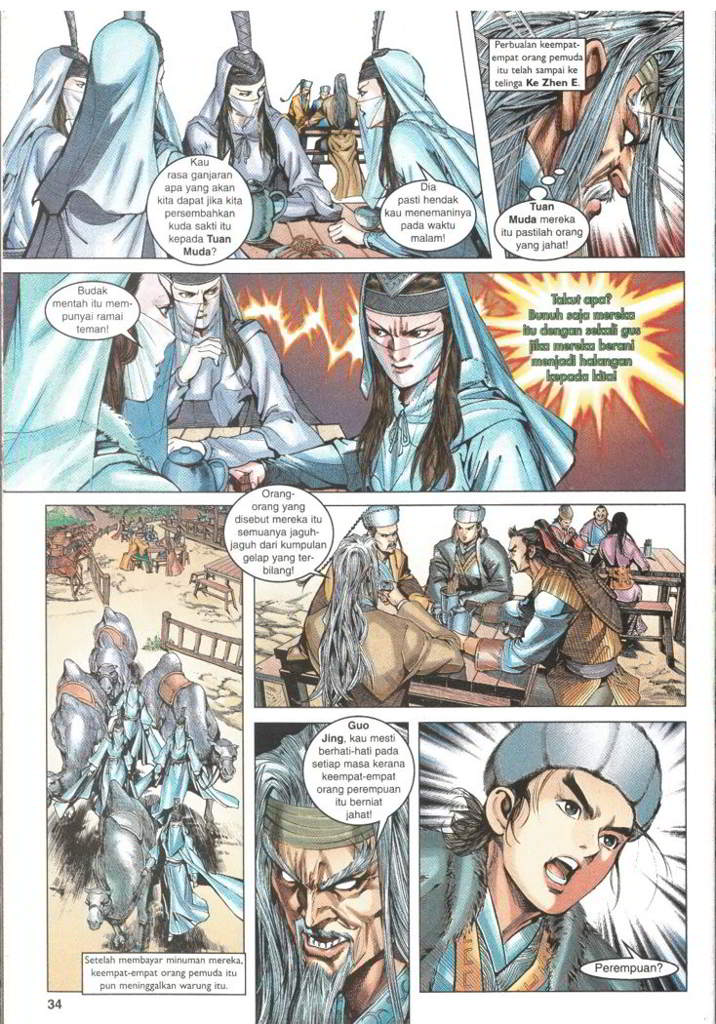 Kau
rasa ganjaran
apa yang akan
kita dapat jika kita
persembahkan
kuda sakti itu
kepada Tuan
Muda?
Dia
pasti hendak
kau menemaninya
pada waktu
malam!
Perbualan keempat-
empat orang pemuda
itu telah sampai ke
telinga Ke Zhen E.
Tuan
Muda mereka
itu pastilah orang
yang jahat!
Budak
mentah itu mem-
punyai ramai
teman!
Takut apa?
Bunuh saja mereka
itu dengan sekali gus
jika mereka berani
menjadi halangan
kepada kita!
Orang-
orang yang
disebut mereka itu
semuanya jaguh-
jaguh dari kumpulan
gelap yang ter-
bilang!
Setelah membayar minuman mereka,
keempat-empat orang pemuda itu
pun meninggalkan warung itu.
Guo
Jing, kau mesti
berhati-hati pada
setiap masa kerana
keempat-empat
orang perempuan
itu berniat
jahat!
Perempuan?
34